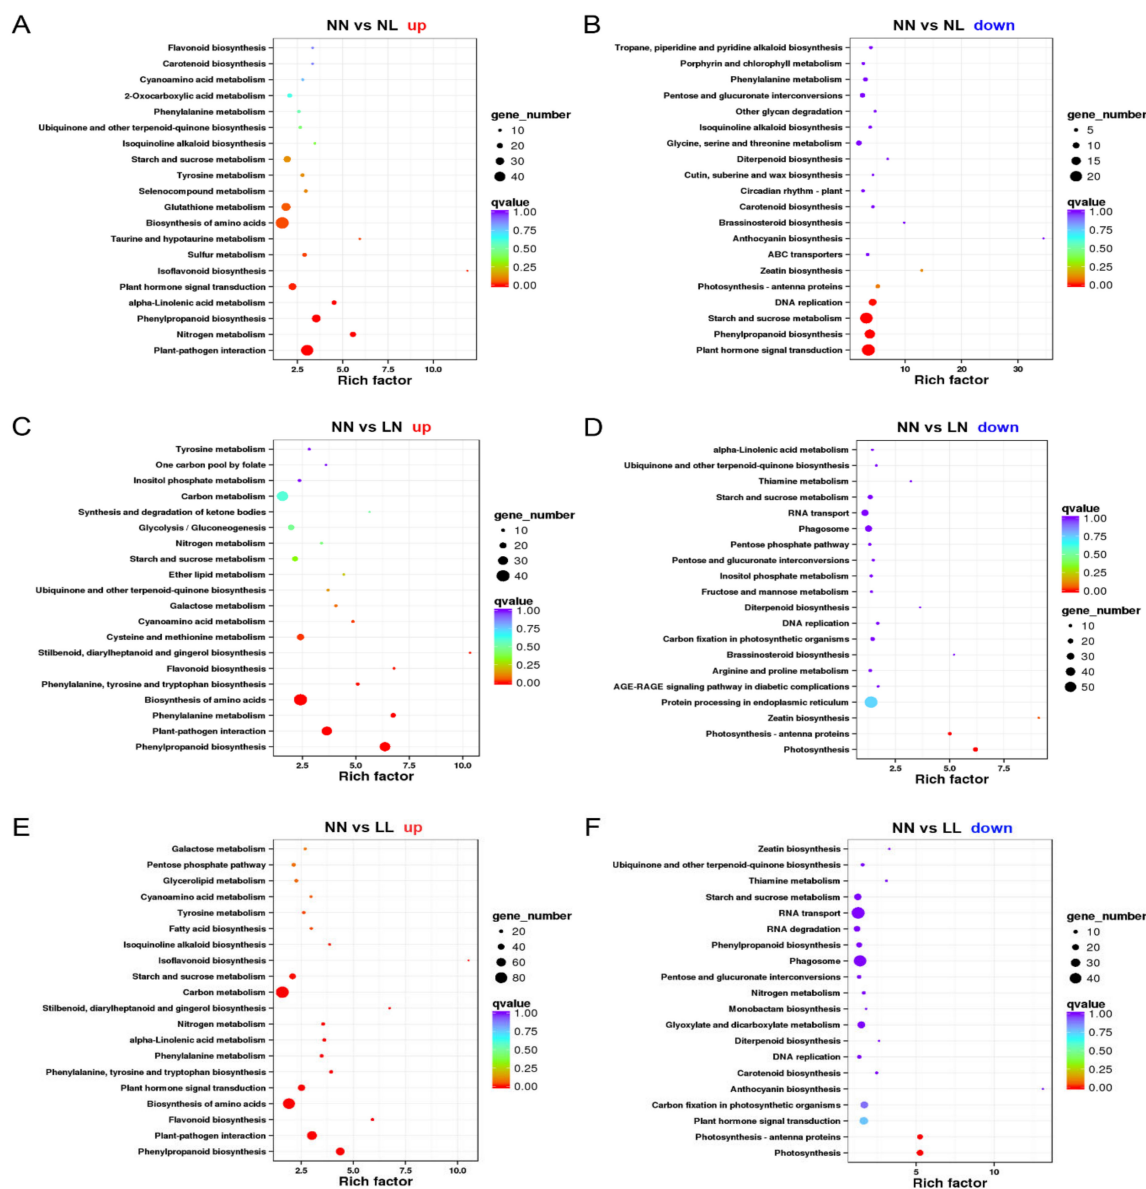 A
NN vs NL up
Flavonoid biosynthesis
Carotenoid biosynthesis
Cyanoamino acid metabolism
2-Oxocarboxylic acid metabolism
Phenylalanine metabolism
Ubiquinone and other terpenoid-quinone biosynthesis
Isoquinoline alkaloid biosynthesis
Starch and sucrose metabolism
Tyrosine metabolism
Selenocompound metabolism
Glutathione metabolism
Biosynthesis of amino acids
Taurine and hypotaurine metabolism
Sulfur metabolism
Isoflavonoid biosynthesis
Plant hormone signal transduction
alpha-Linolenic acid metabolism
Phenylpropanoid biosynthesis
Nitrogen metabolism
Plant-pathogen interaction
2.5 5.0 7.5 10.0
Rich factor
gene_number
10
20
30
40
qvalue
1.00
0.75
0.50
0.25
0.00
B
NN vs NL down
Tropane, piperidine and pyridine alkaloid biosynthesis
Porphyrin and chlorophyll metabolism
Phenylalanine metabolism
Pentose and glucuronate interconversions
Other glycan degradation
Isoquinoline alkaloid biosynthesis
Glycine, serine and threonine metabolism
Diterpenoid biosynthesis
Cutin, suberine and wax biosynthesis
Circadian rhythm - plant
Carotenoid biosynthesis
Brassinosteroid biosynthesis
Anthocyanin biosynthesis
ABC transporters
Zeatin biosynthesis
Photosynthesis - antenna proteins
DNA replication
Starch and sucrose metabolism
Phenylpropanoid biosynthesis
Plant hormone signal transduction
10 20 30
Rich factor
gene_number
5
10
15
20
qvalue
1.00
0.75
0.50
0.25
0.00
C
NN vs LN up
Tyrosine metabolism
One carbon pool by folate
Inositol phosphate metabolism
Carbon metabolism
Synthesis and degradation of ketone bodies
Glycolysis / Gluconeogenesis
Nitrogen metabolism
Starch and sucrose metabolism
Ether lipid metabolism
Ubiquinone and other terpenoid-quinone biosynthesis
Galactose metabolism
Cyanoamino acid metabolism
Cysteine and methionine metabolism
Stilbenoid, diarylheptanoid and gingerol biosynthesis
Flavonoid biosynthesis
Phenylalanine, tyrosine and tryptophan biosynthesis
Biosynthesis of amino acids
Phenylalanine metabolism
Plant-pathogen interaction
Phenylpropanoid biosynthesis
2.5 5.0 7.5 10.0
Rich factor
gene_number
10
20
30
40
qvalue
1.00
0.75
0.50
0.25
0.00
D
NN vs LN down
alpha-Linolenic acid metabolism
Ubiquinone and other terpenoid-quinone biosynthesis
Thiamine metabolism
Starch and sucrose metabolism
RNA transport
Phagosome
Pentose phosphate pathway
Pentose and glucuronate interconversions
Inositol phosphate metabolism
Fructose and mannose metabolism
Diterpenoid biosynthesis
DNA replication
Carbon fixation in photosynthetic organisms
Brassinosteroid biosynthesis
Arginine and proline metabolism
AGE-RAGE signaling pathway in diabetic complications
Protein processing in endoplasmic reticulum
Zeatin biosynthesis
Photosynthesis - antenna proteins
Photosynthesis
2.5 5.0 7.5
Rich factor
qvalue
1.00
0.75
0.50
0.25
0.00
gene_number
10
20
30
40
50
E
NN vs LL up
Galactose metabolism
Pentose phosphate pathway
Glycerolipid metabolism
Cyanoamino acid metabolism
Tyrosine metabolism
Fatty acid biosynthesis
Isoquinoline alkaloid biosynthesis
Isoflavonoid biosynthesis
Starch and sucrose metabolism
Carbon metabolism
Stilbenoid, diarylheptanoid and gingerol biosynthesis
Nitrogen metabolism
alpha-Linolenic acid metabolism
Phenylalanine metabolism
Phenylalanine, tyrosine and tryptophan biosynthesis
Plant hormone signal transduction
Biosynthesis of amino acids
Flavonoid biosynthesis
Plant-pathogen interaction
Phenylpropanoid biosynthesis
2.5 5.0 7.5 10.0
Rich factor
gene_number
20
40
60
80
qvalue
1.00
0.75
0.50
0.25
0.00
F
NN vs LL down
Zeatin biosynthesis
Ubiquinone and other terpenoid-quinone biosynthesis
Thiamine metabolism
Starch and sucrose metabolism
RNA transport
RNA degradation
Phenylpropanoid biosynthesis
Phagosome
Pentose and glucuronate interconversions
Nitrogen metabolism
Monobactam biosynthesis
Glyoxylate and dicarboxylate metabolism
Diterpenoid biosynthesis
DNA replication
Carotenoid biosynthesis
Anthocyanin biosynthesis
Carbon fixation in photosynthetic organisms
Plant hormone signal transduction
Photosynthesis - antenna proteins
Photosynthesis
5 10
Rich factor
gene_number
10
20
30
40
qvalue
1.00
0.75
0.50
0.25
0.00